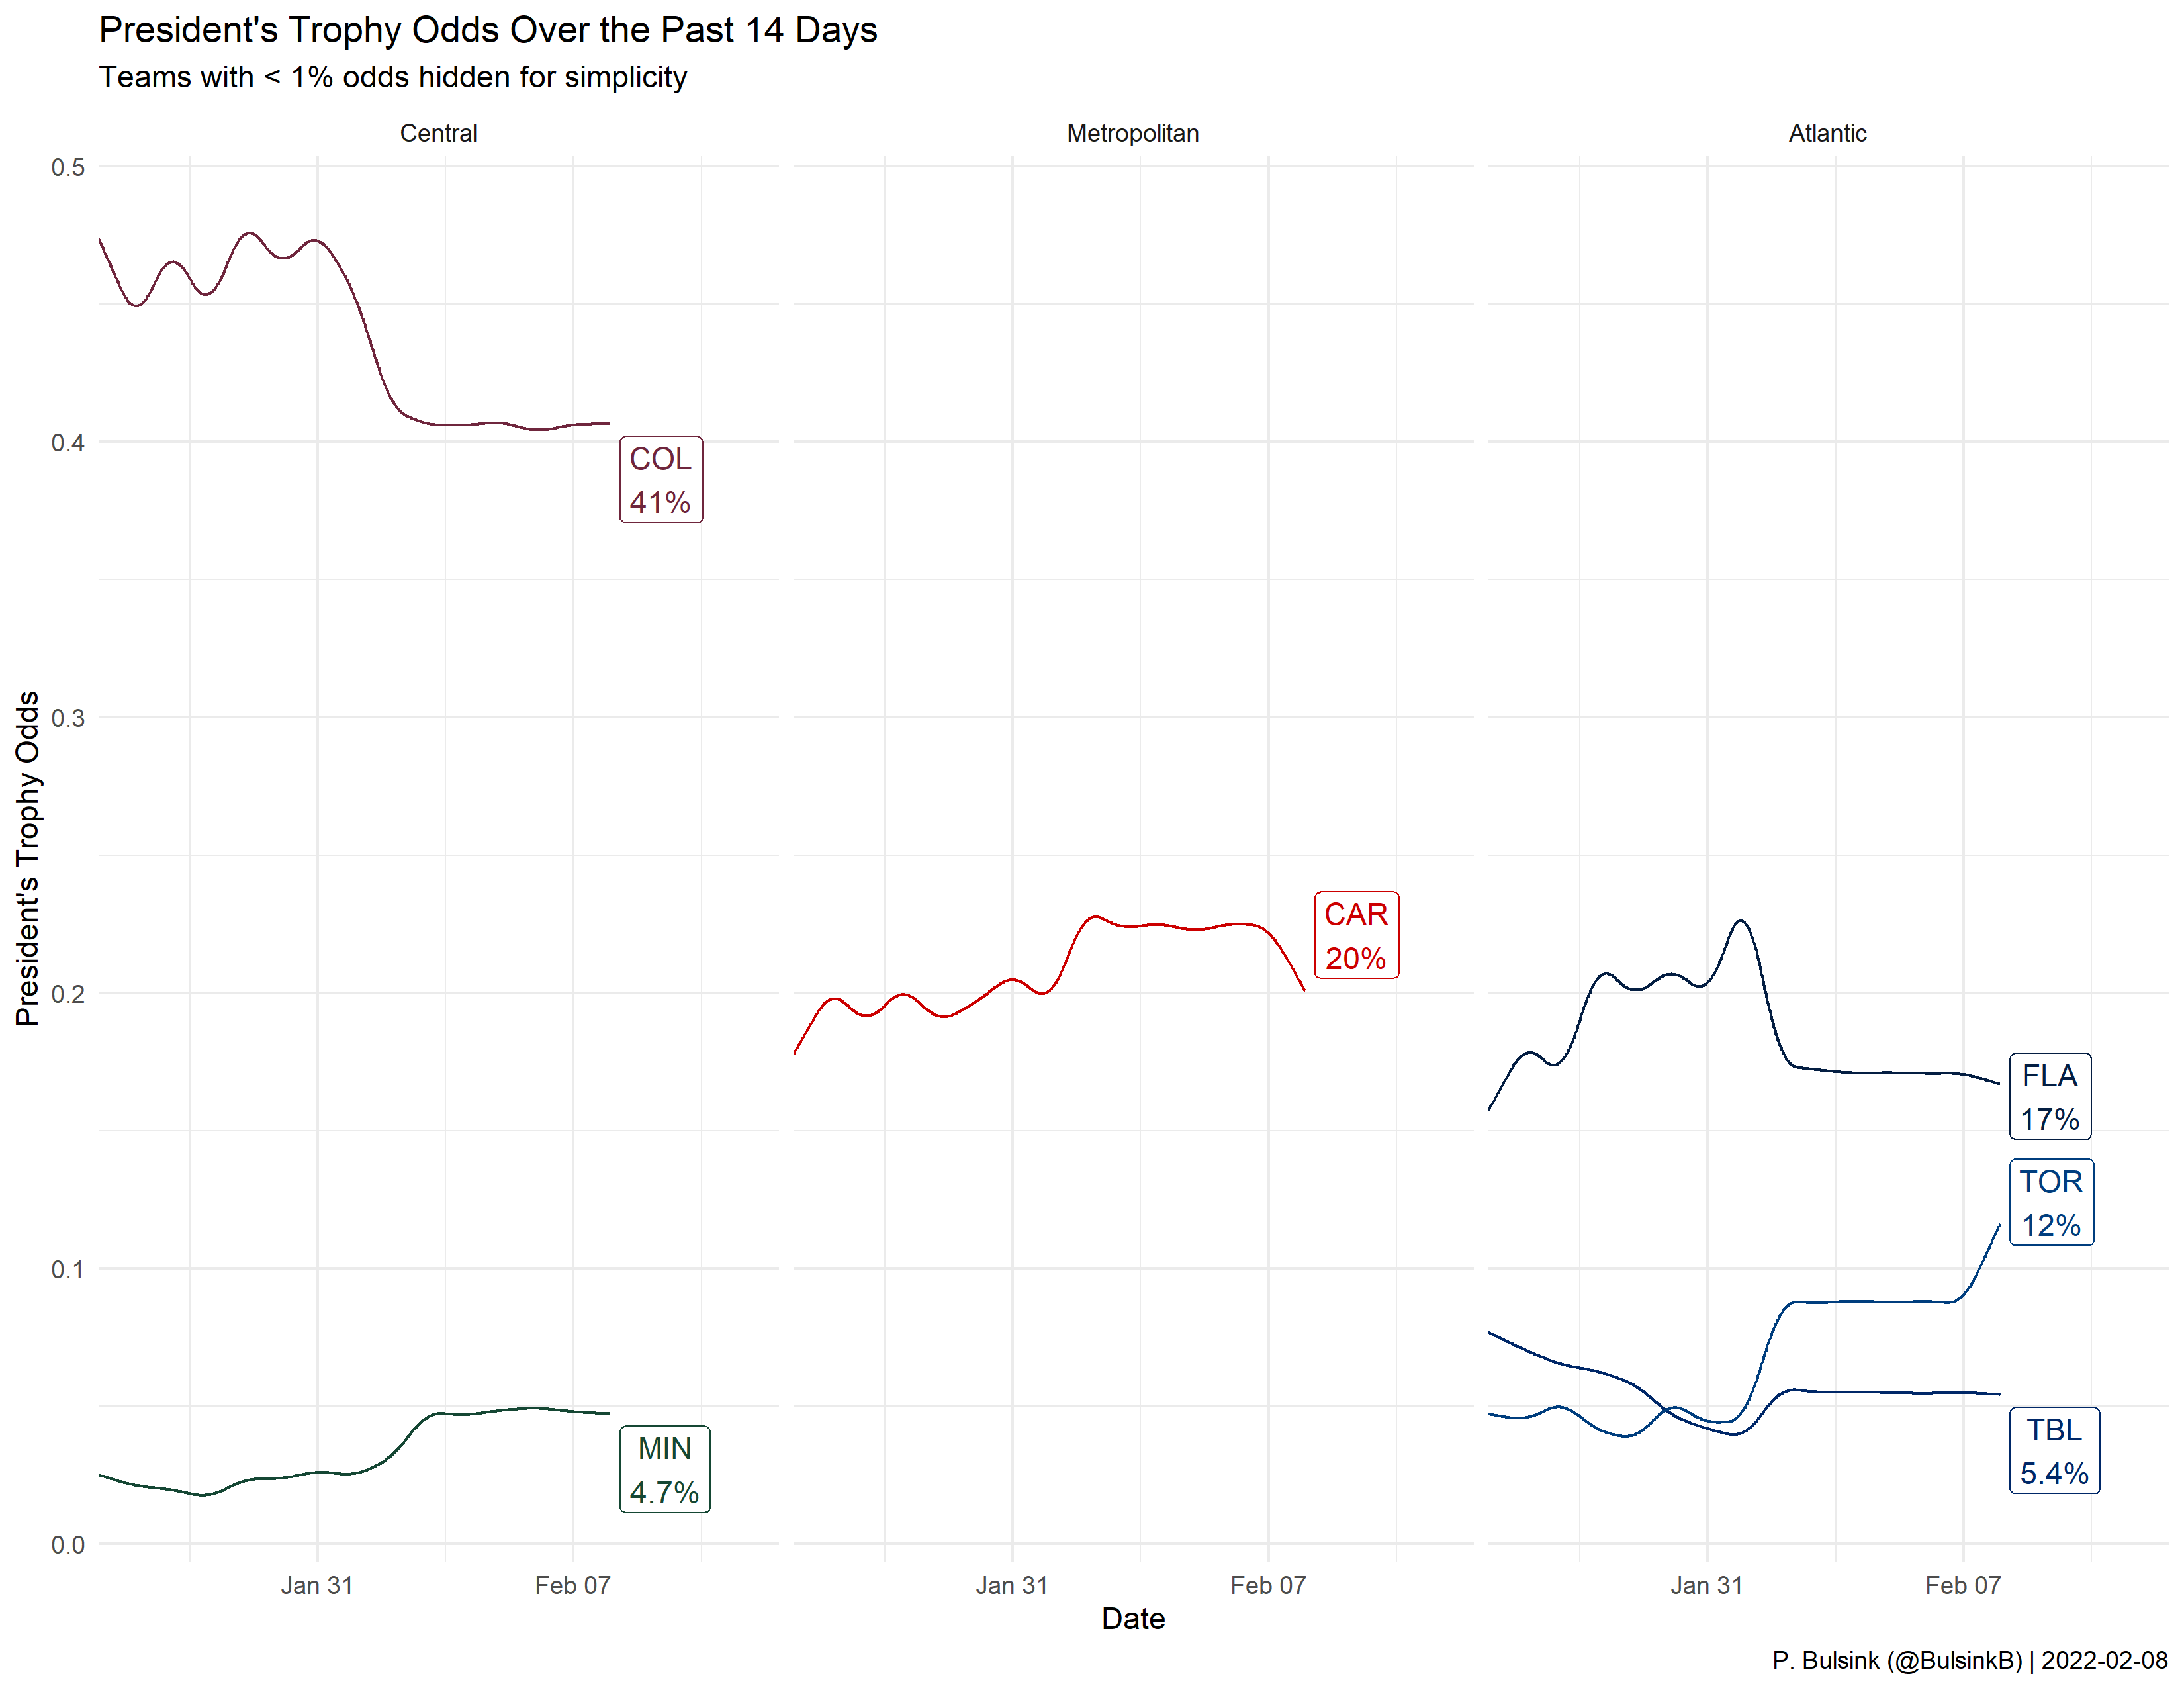 President's Trophy Odds Over the Past 14 Days
Teams with < 1% odds hidden for simplicity
Central
Metropolitan
Atlantic
President's Trophy Odds
0.5
0.4
0.3
0.2
0.1
0.0
COL
41%
MIN
4.7%
CAR
20%
FLA
17%
TOR
12%
TBL
5.4%
Jan 31
Feb 07
Jan 31
Feb 07
Jan 31
Feb 07
Date
P. Bulsink (@BulsinkB) | 2022-02-08